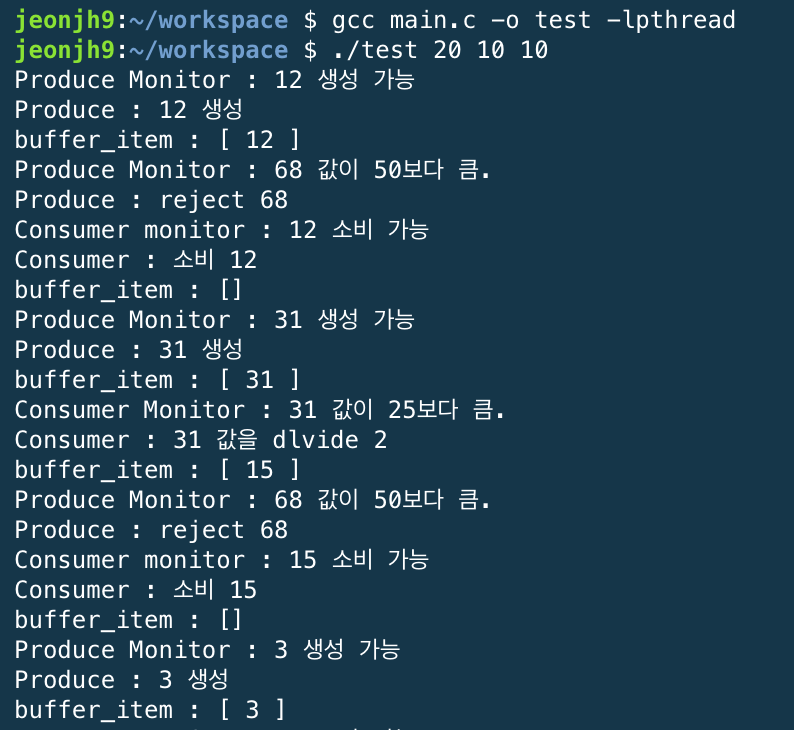 jeonjh9:~/workspace $ gcc main.c -o test -lpthread
jeonjh9:~/workspace $ ./test 20 10 10
Produce Monitor : 12 생성 가능
Produce : 12 생성
buffer_item : [ 12 ]
Produce Monitor : 68 값이 50보다 큼.
Produce : reject 68
Consumer monitor : 12 소비 가능
Consumer : 소비 12
buffer_item : []
Produce Monitor : 31 생성 가능
Produce : 31 생성
buffer_item : [ 31 ]
Consumer Monitor : 31 값이 25보다 큼.
Consumer : 31 값을 dlvide 2
buffer_item : [ 15 ]
Produce Monitor : 68 값이 50보다 큼.
Produce : reject 68
Consumer monitor : 15 소비 가능
Consumer : 소비 15
buffer_item : []
Produce Monitor : 3 생성 가능
Produce : 3 생성
buffer_item : [ 3 ]